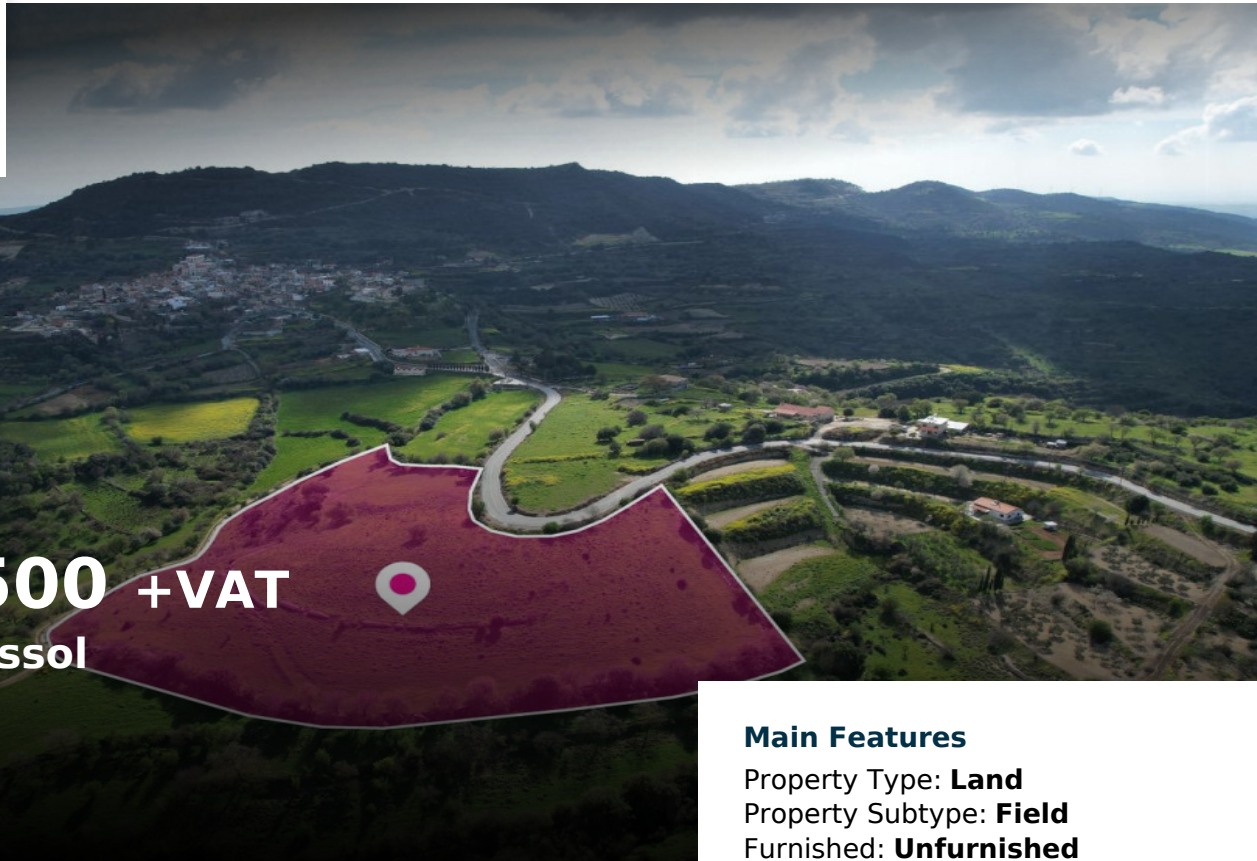 500 +VAT
ssol
Main Features
Property Type: Land
Property Subtype: Field
Furnished: Unfurnished